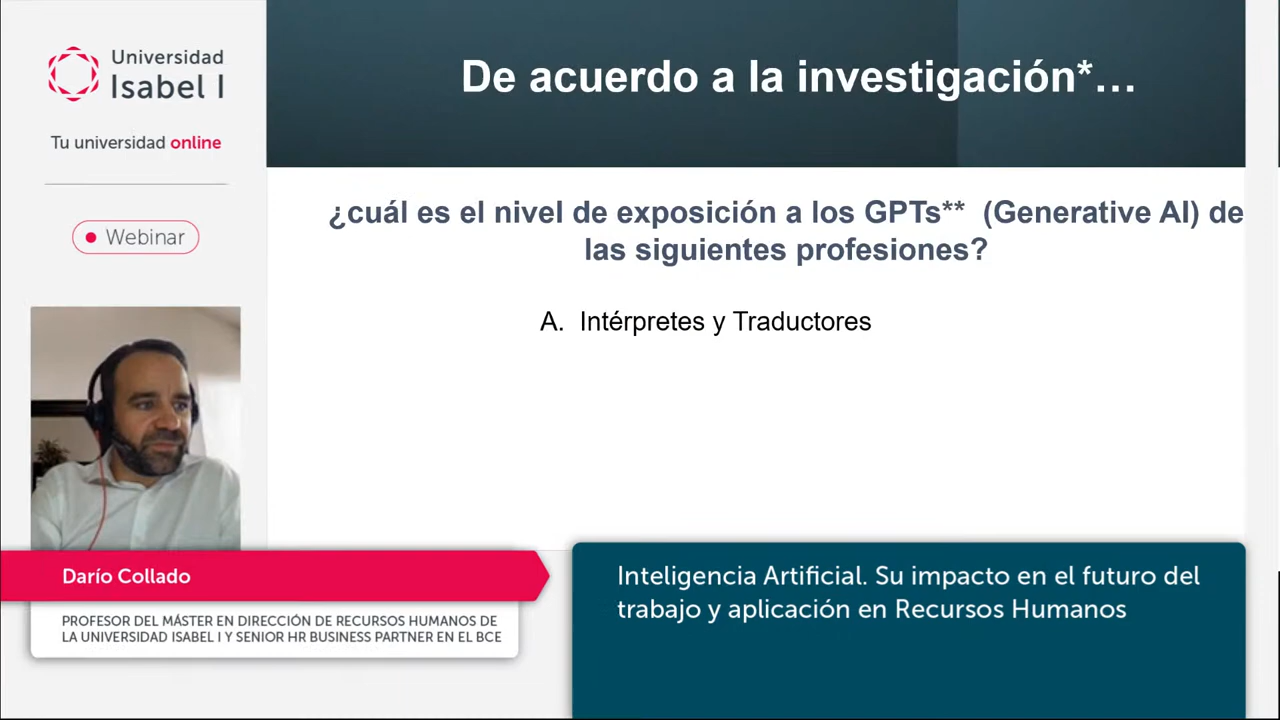 Universidad
Isabel I
Tu universidad online
Webinar
De acuerdo a la investigación*...
¿cuál es el nivel de exposición a los GPTs** (Generative AI) de
las siguientes profesiones?
A. Intérpretes y Traductores
Darío Collado
PROFESOR DEL MÁSTER EN DIRECCIÓN DE RECURSOS HUMANOS DE
LA UNIVERSIDAD ISABEL I Y SENIOR HR BUSINESS PARTNER EN EL BCE
Inteligencia Artificial. Su impacto en el futuro del
trabajo y aplicación en Recursos Humanos